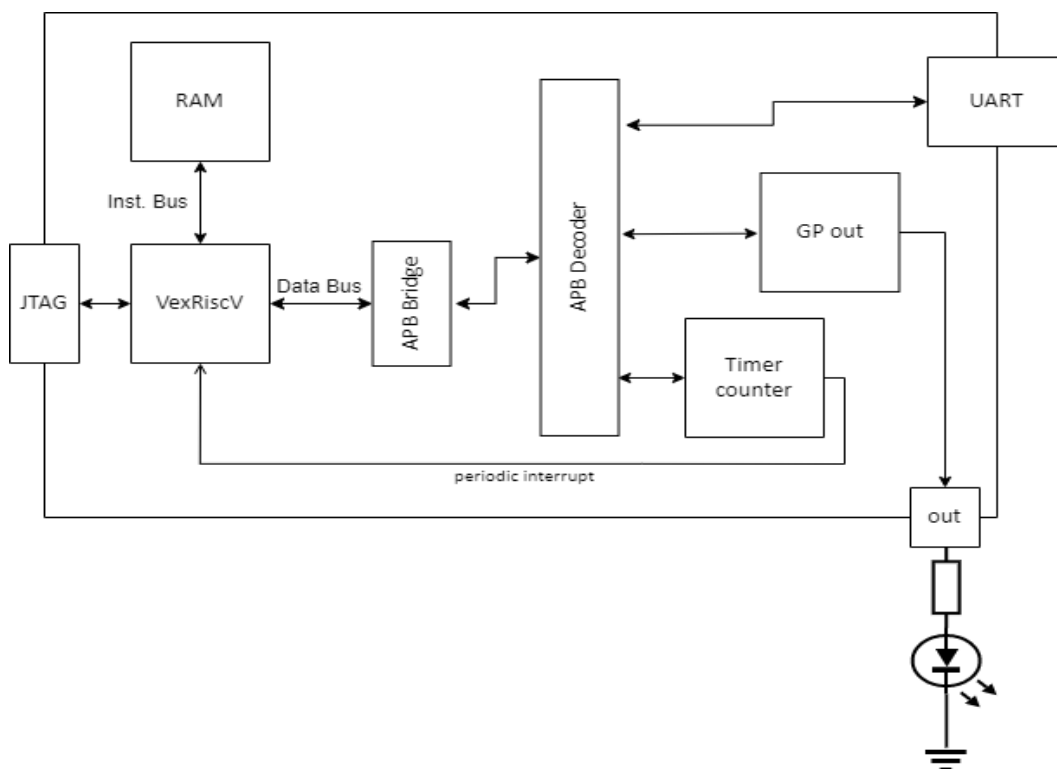 RAM
UART
Inst. Bus
GP out
JTAG
VexRiscV
Data Bus
APB Bridge
APB Decoder
Timer
counter
periodic interrupt
out